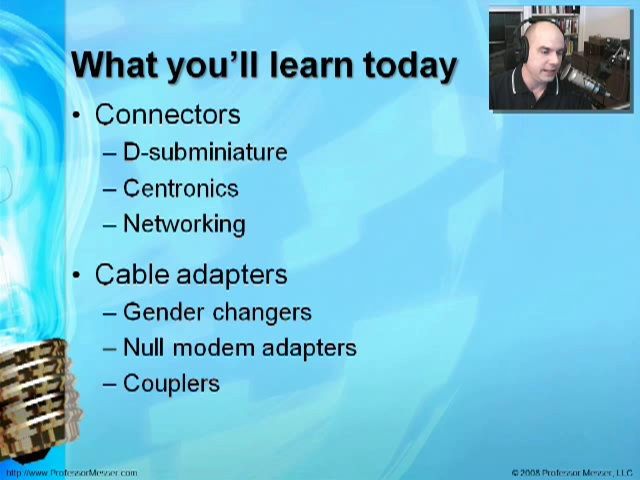 What you'll learn today
• Connectors
– D-subminiature
– Centronics
– Networking
• Cable adapters
– Gender changers
– Null modem adapters
– Couplers
http://www.ProfessorMesser.com
© 2008 Professor Messer, LLC